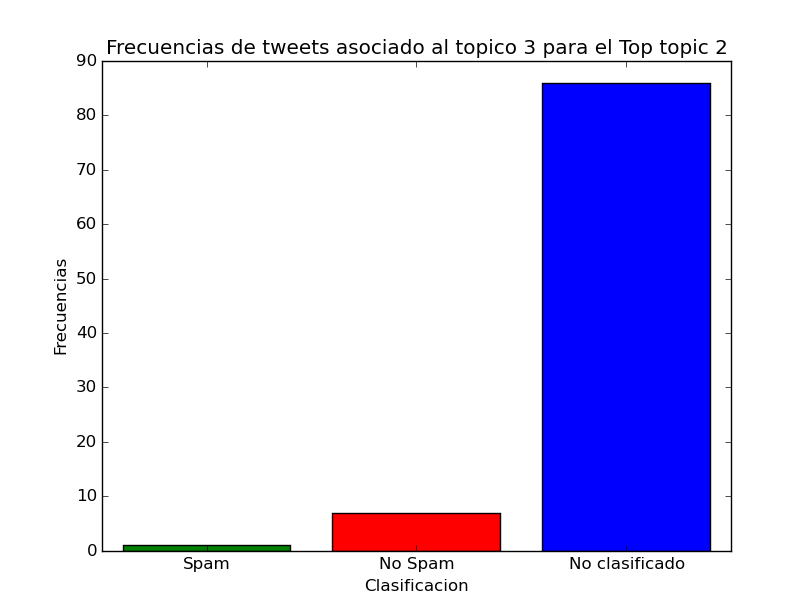 Frecuencias de tweets asociado al topico 3 para el Top topic 2
90
80
70
60
50
40
30
20
10
0
Frecuencias
Spam
No Spam
No clasificado
Clasificacion